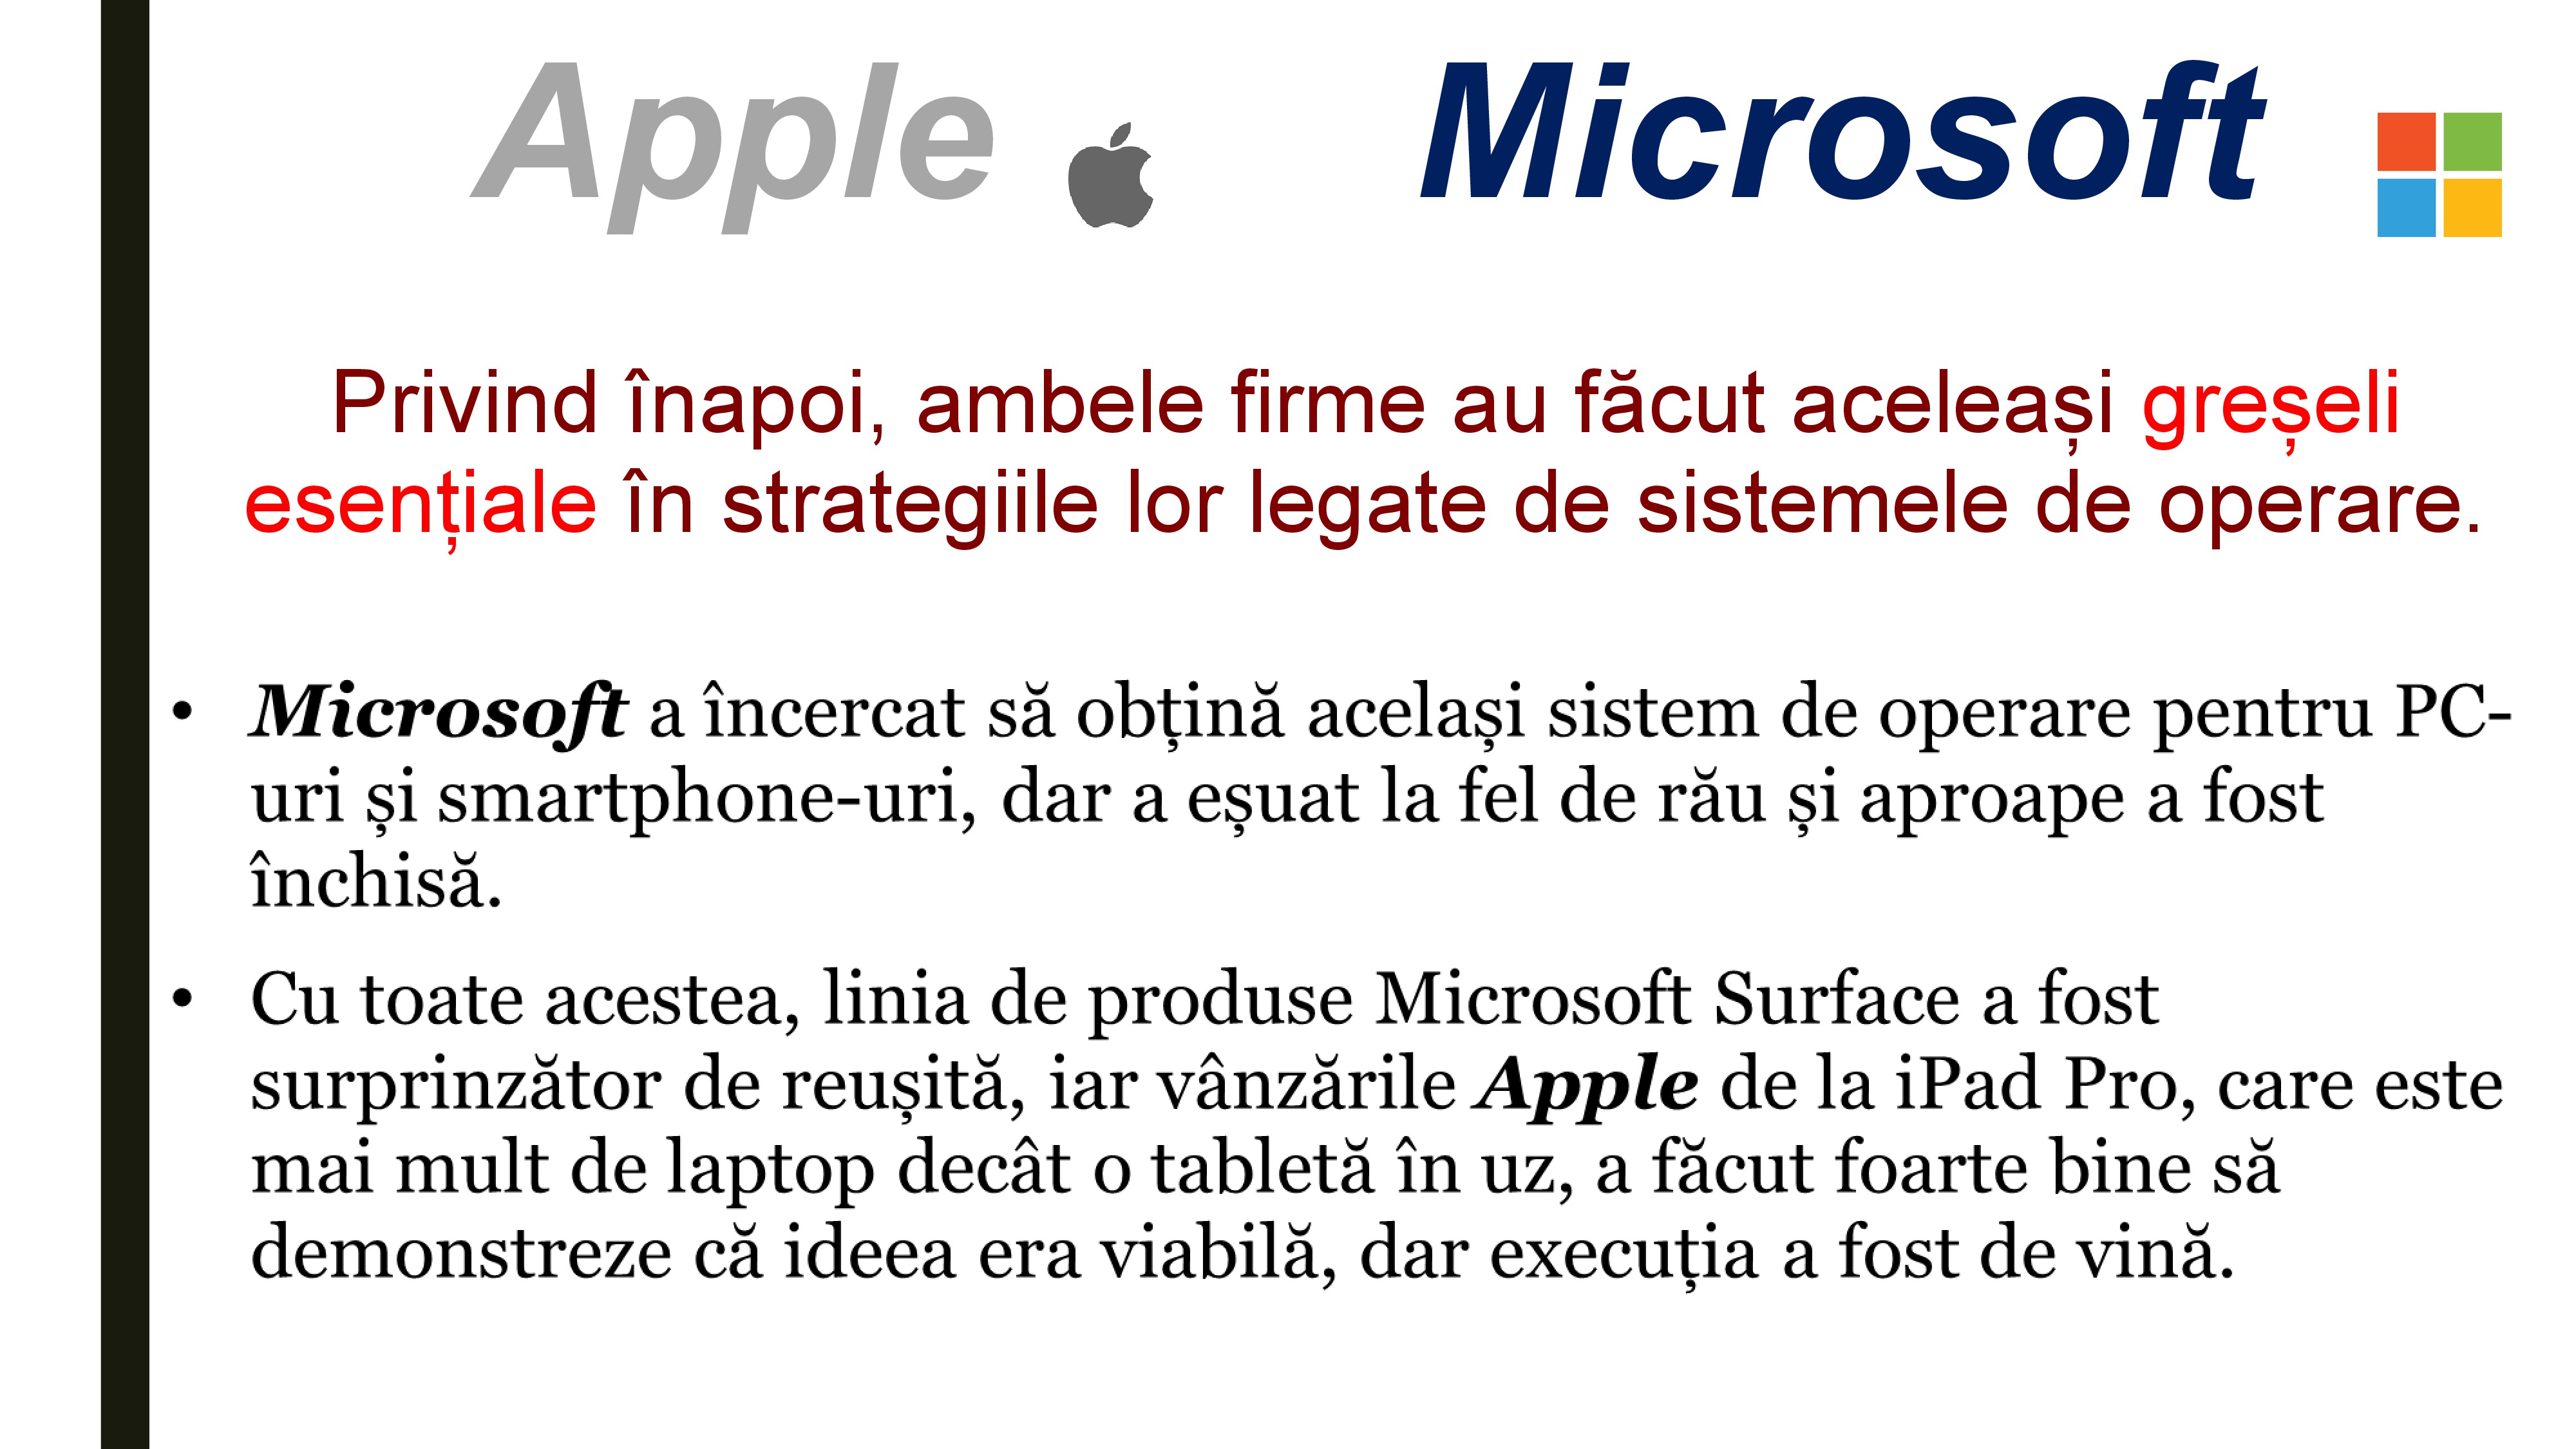 Apple Microsoft
Privind înapoi, ambele firme au făcut aceleași greșeli
esențiale în strategiile lor legate de sistemele de operare.
• Microsoft a încercat să obțină același sistem de operare pentru PC-
uri și smartphone-uri, dar a eșuat la fel de rău și aproape a fost
închisă.
• Cu toate acestea, linia de produse Microsoft Surface a fost
surprinzător de reușită, iar vânzările Apple de la iPad Pro, care este
mai mult de laptop decât o tabletă în uz, a făcut foarte bine să
demonstreze că ideea era viabilă, dar execuția a fost de vină.